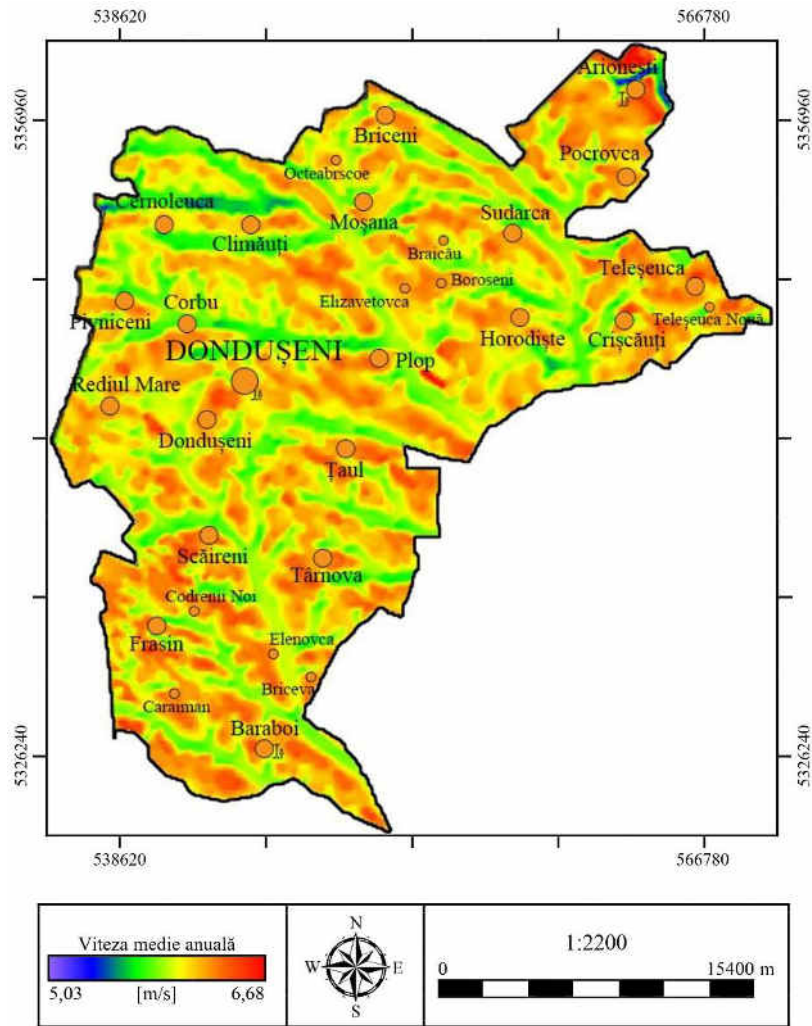 538620 566780
5356960 5356960
Arionești
Briceni
Pocrovca
Octeabrscoe
Cernoleuca
Moșana
Sudarca
Climăuți
Braicău
Teleșeuca
Boroseni
Elizavetovca
Pivniceni
Corbu
Teleșeuca Nouă
Horodiște
Crișcăuți
DONDUȘENI
Plop
Rediul Mare
Dondușeni
Țaul
Scăireni
Târnova
Codrenii Noi
Frasin
Elenovca
Briceva
Caraiman
Baraboi
5326240 5326240
538620 566780
Viteza medie anuală
5,03 [m/s] 6,68
N
W E
S
1:2200
0 15400 m